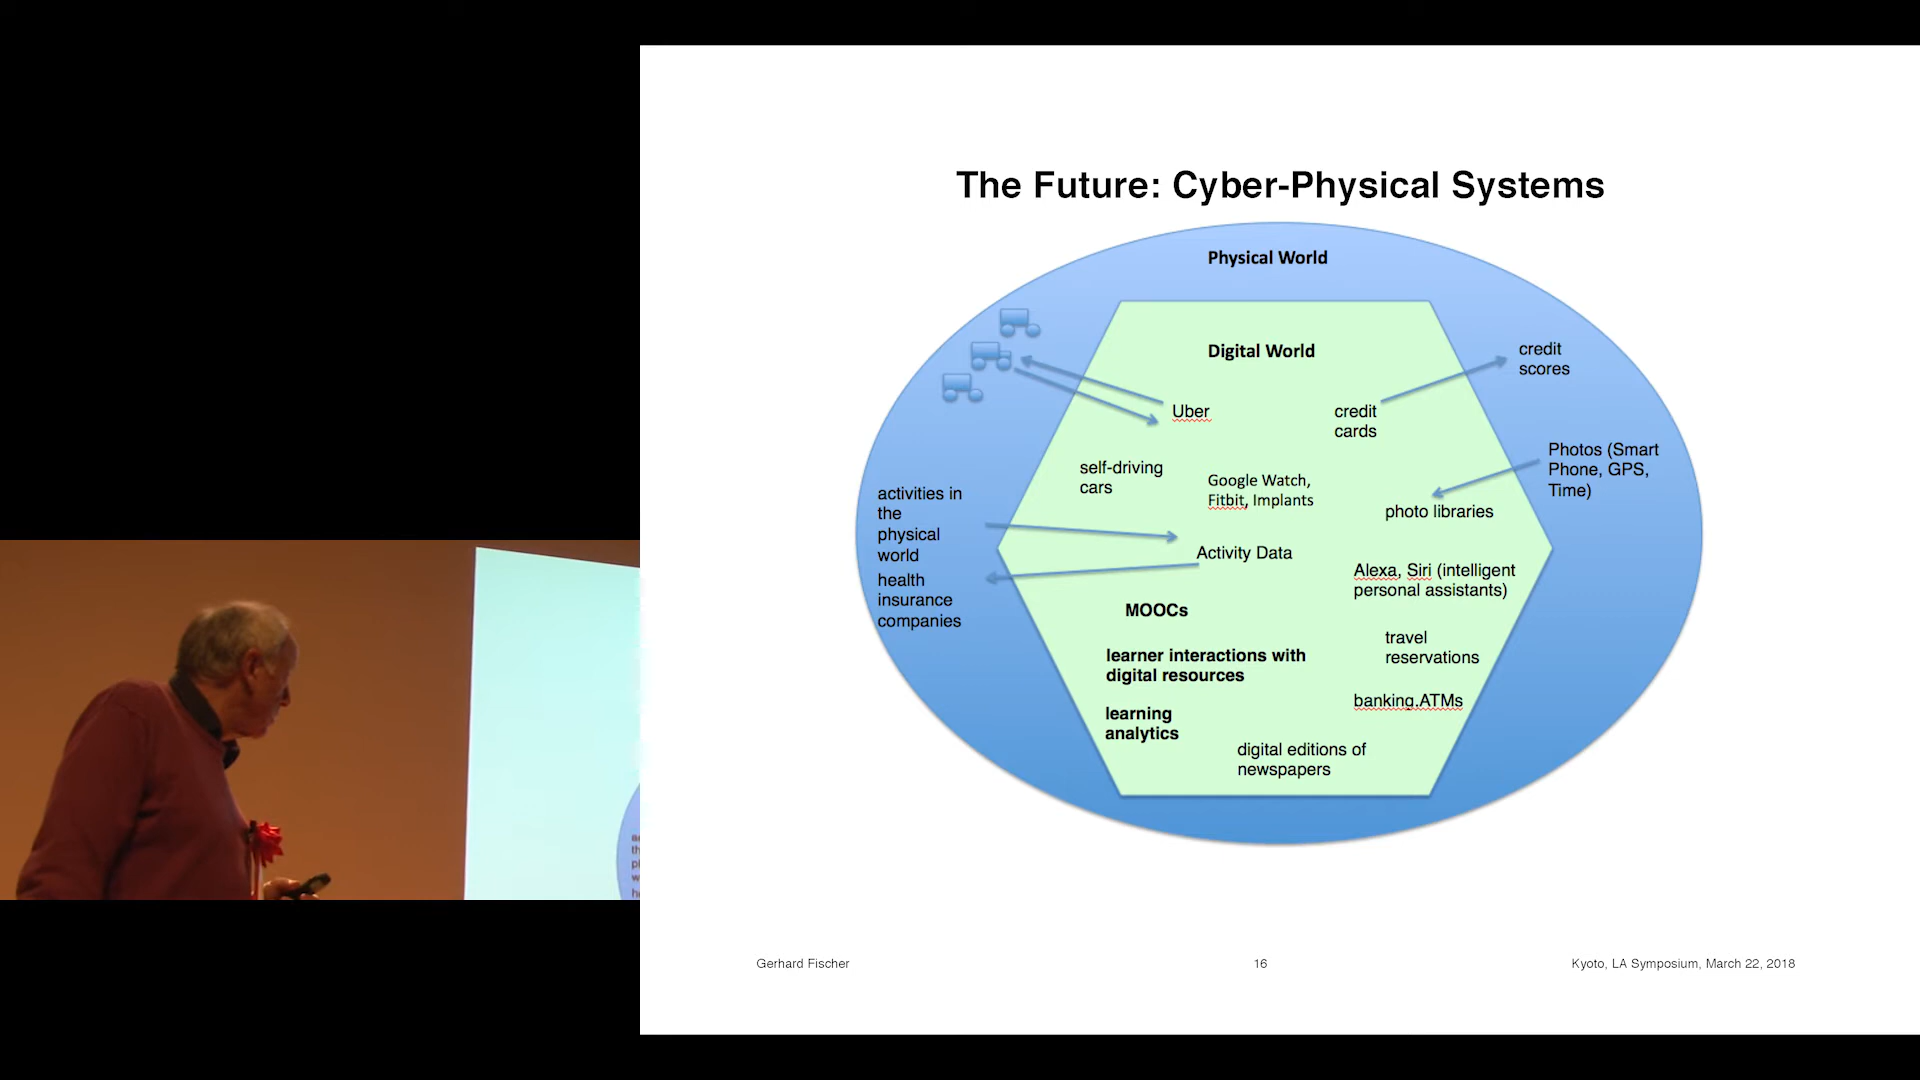 The Future: Cyber-Physical Systems
Physical World
Digital World
credit
scores
Uber
credit
cards
Photos (Smart
Phone, GPS,
Time)
self-driving
cars
Google Watch,
Fitbit, Implants
photo libraries
activities in
the
physical
world
health
insurance
companies
Activity Data
Alexa, Siri (intelligent
personal assistants)
MOOCs
travel
reservations
learner interactions with
digital resources
banking.ATMs
learning
analytics
digital editions of
newspapers
Gerhard Fischer
16
Kyoto, LA Symposium, March 22, 2018